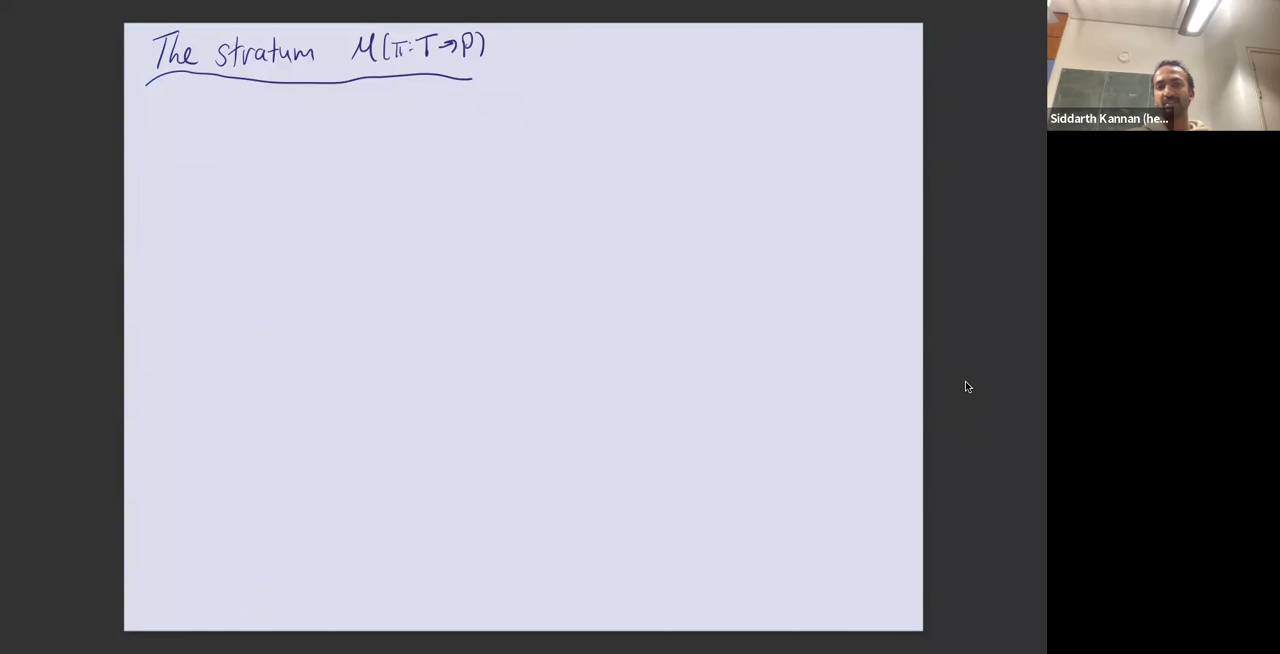 The stratum M(π:T→P)
Siddarth Kannan (he...